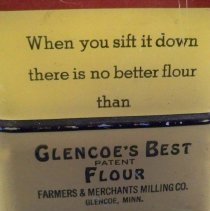 When you sift it down
there is no better flour
than
GLENCOE'S BEST
PATENT
FLOUR
FARMERS & MERCHANTS MILLING CO.
GLENCOE, MINN.